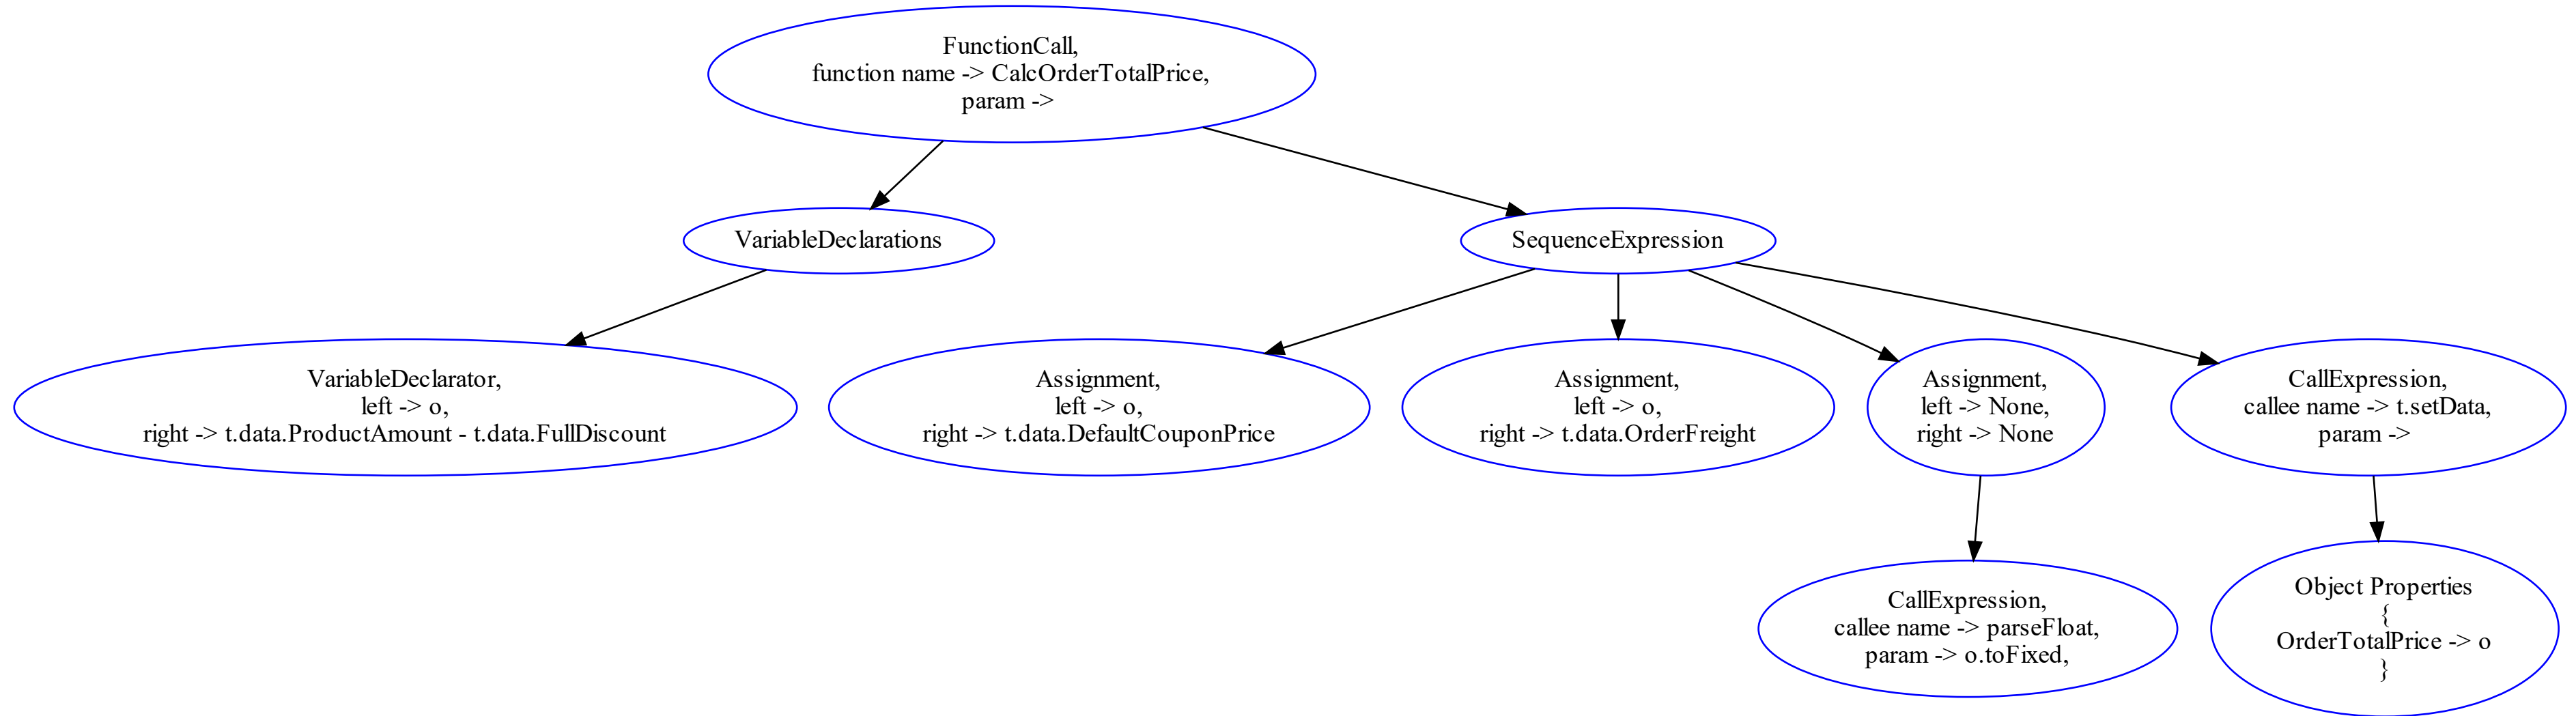 FunctionCall,
function name -> CalcOrderTotalPrice,
param ->
VariableDeclarations
SequenceExpression
VariableDeclarator,
left -> o,
right -> t.data.ProductAmount - t.data.FullDiscount
Assignment,
left -> o,
right -> t.data.DefaultCouponPrice
Assignment,
left -> o,
right -> t.data.OrderFreight
Assignment,
left -> None,
right -> None
CallExpression,
callee name -> t.setData,
param ->
CallExpression,
callee name -> parseFloat,
param -> o.toFixed,
Object Properties
{
OrderTotalPrice -> o
}